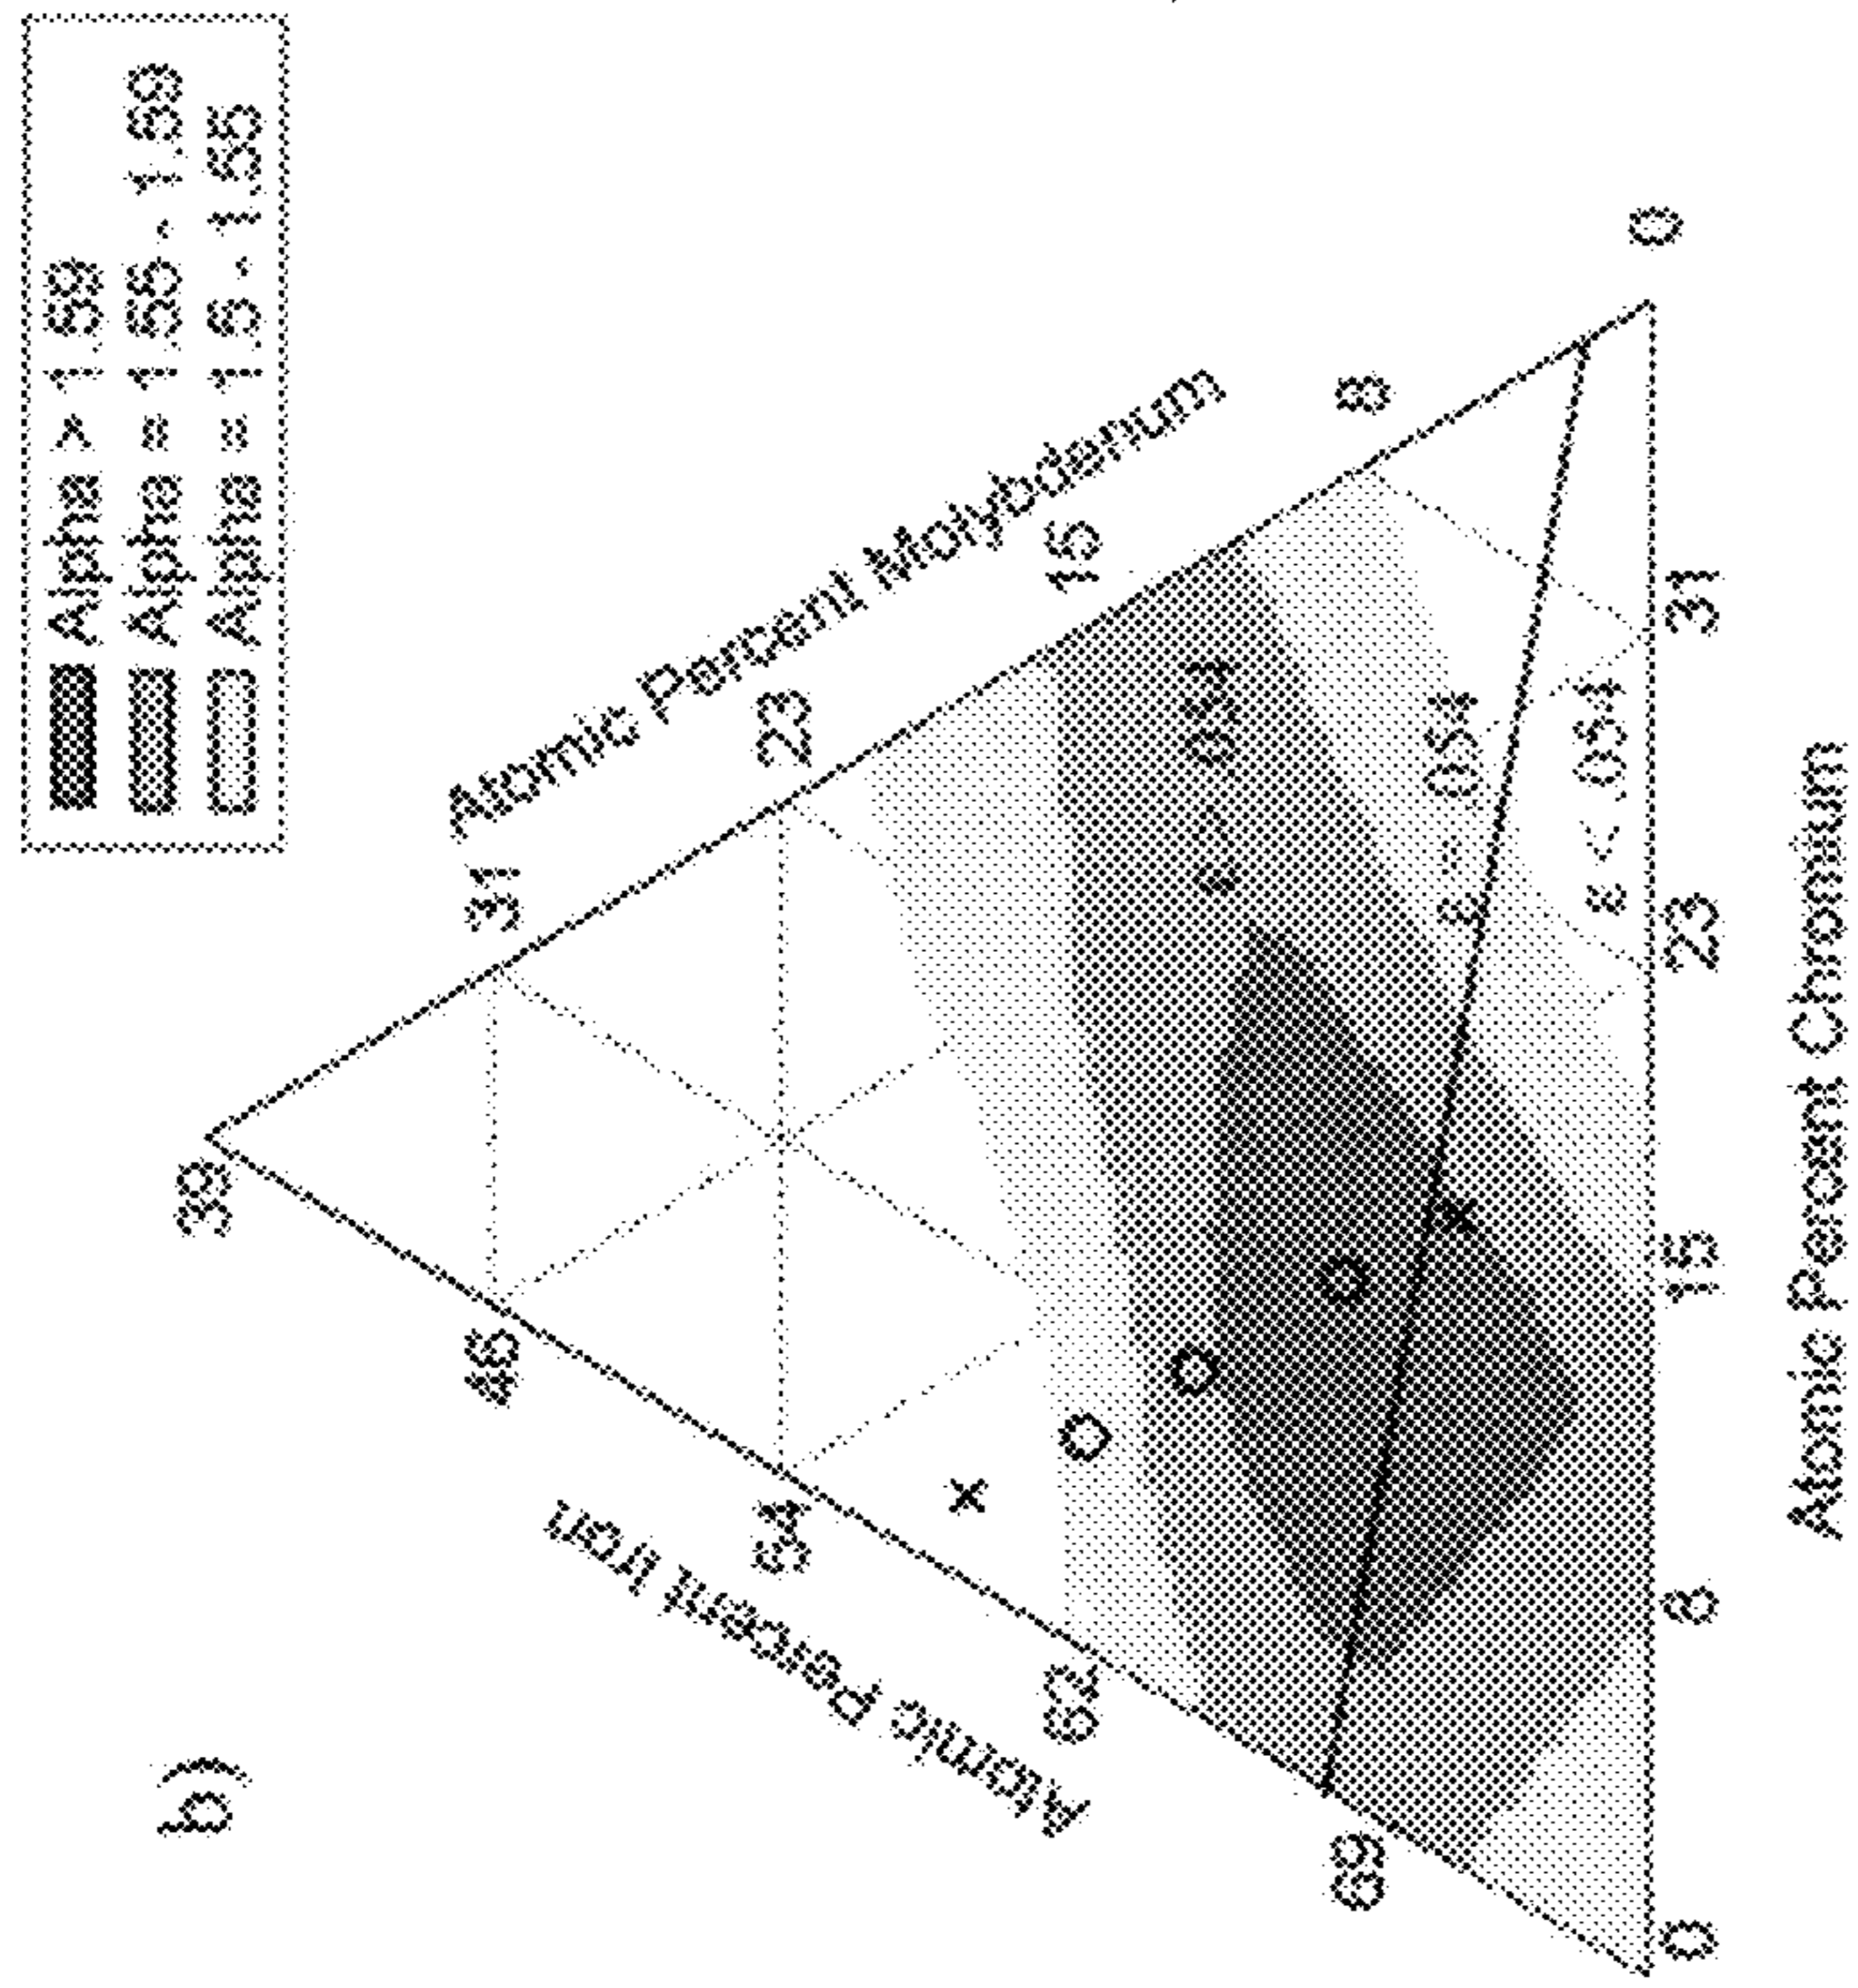 b)
Alpha > 1.59
Alpha = 1.55 - 1.59
Alpha = 1.5 - 1.55
Atomic Percent Iron
Atomic Percent Molybdenum
39
46
54
62
69
31
23
15
8
0
ε > .054
ε = .054
ε < .054
0
8
15
23
31
Atomic Percent Chromium